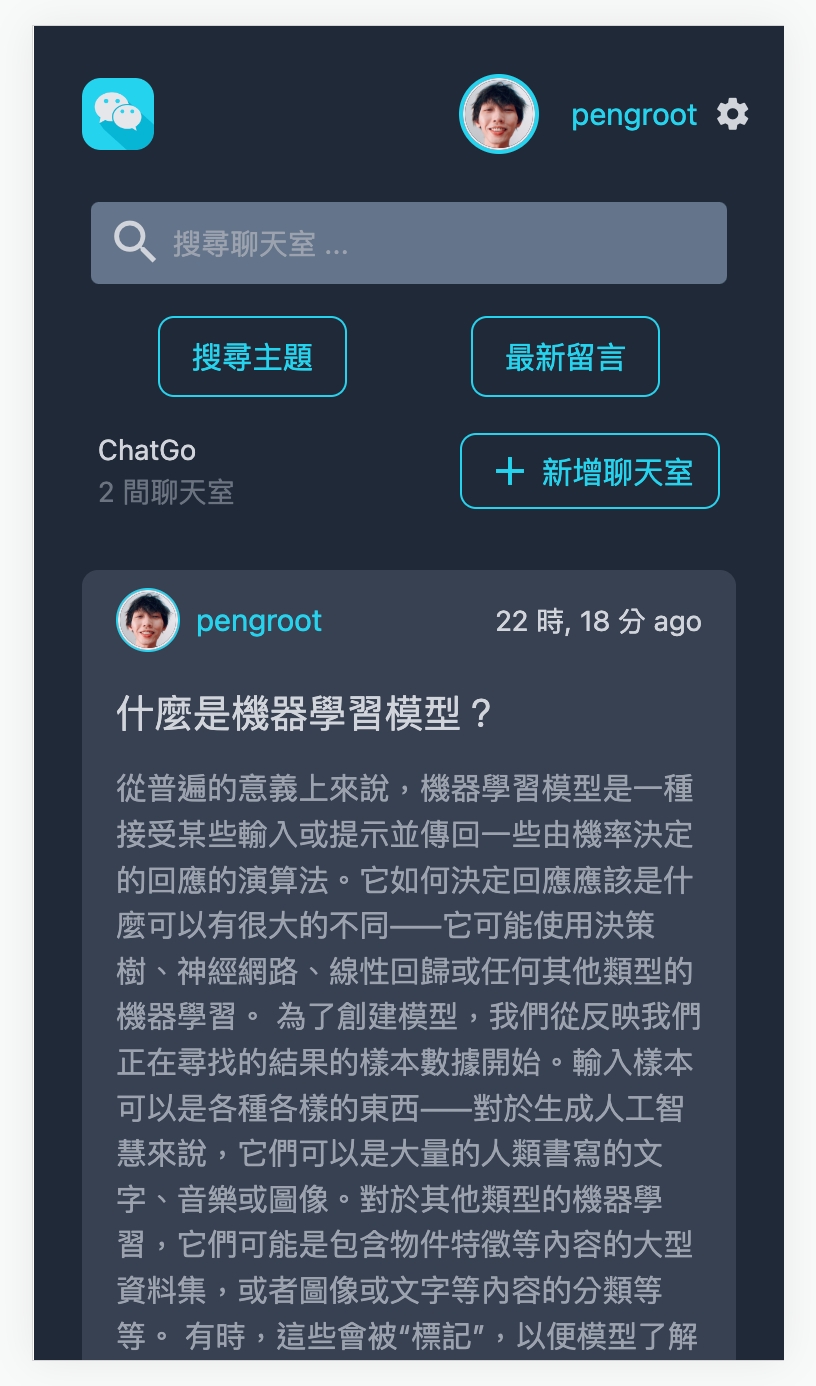 pengroot
搜尋聊天室 ...
搜尋主題
最新留言
ChatGo
2 間聊天室
新增聊天室
pengroot
22 時, 18 分 ago
什麼是機器學習模型？
從普遍的意義上來說，機器學習模型是一種
接受某些輸入或提示並傳回一些由機率決定
的回應的演算法。它如何決定回應應該是什
麼可以有很大的不同——它可能使用決策
樹、神經網路、線性回歸或任何其他類型的
機器學習。 為了創建模型，我們從反映我們
正在尋找的結果的樣本數據開始。輸入樣本
可以是各種各樣的東西——對於生成人工智
慧來說，它們可以是大量的人類書寫的文
字、音樂或圖像。對於其他類型的機器學
習，它們可能是包含物件特徵等內容的大型
資料集，或者圖像或文字等內容的分類等
等。 有時，這些會被“標記”，以便模型了解